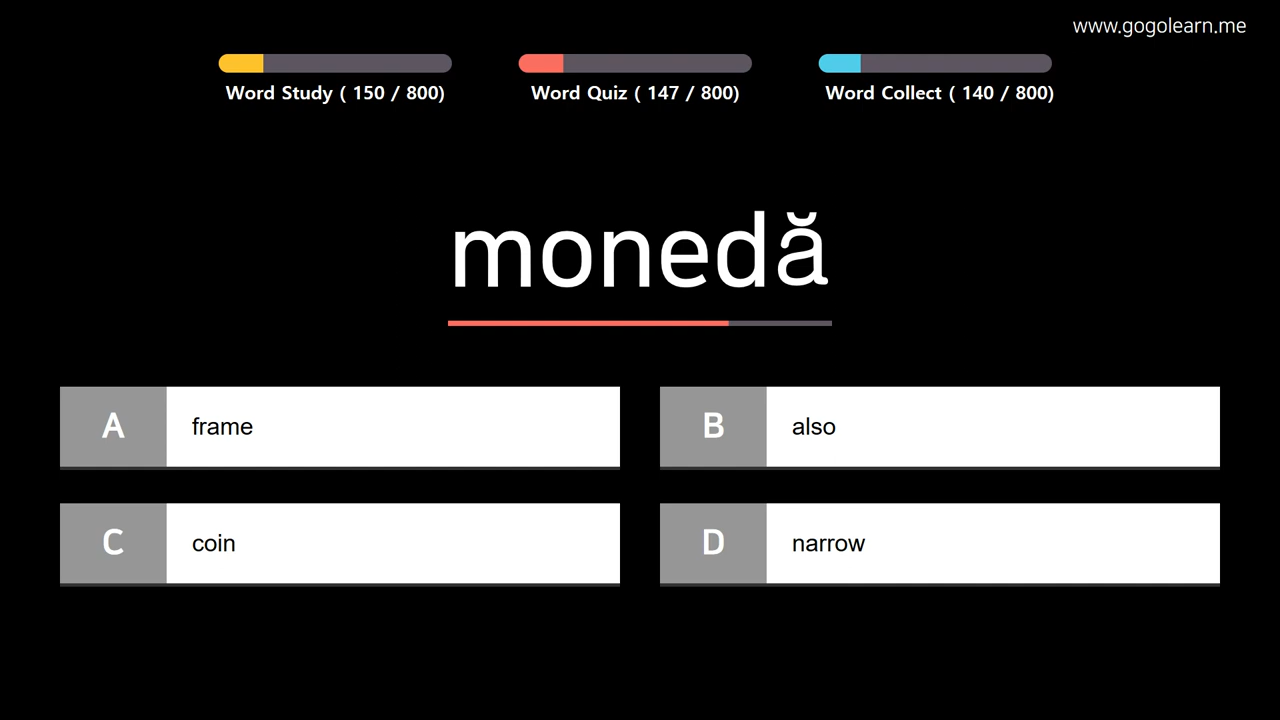 www.gogolearn.me
Word Study ( 150 / 800)
Word Quiz ( 147 / 800)
Word Collect ( 140 / 800)
monedă
A frame
B also
C coin
D narrow